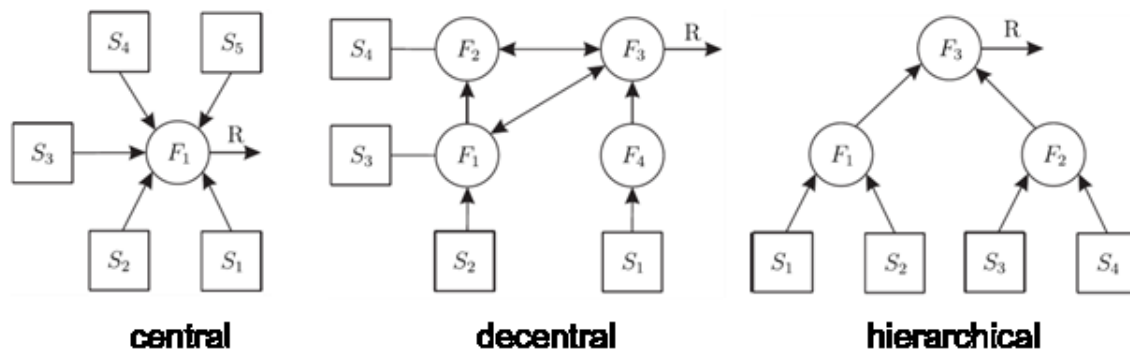 S4 S5
S3 F1 R
S2 S1
central
S4 F2 F3 R
S3 F1 F4
S2 S1
decentral
F3 R
F1 F2
S1 S2 S3 S4
hierarchical